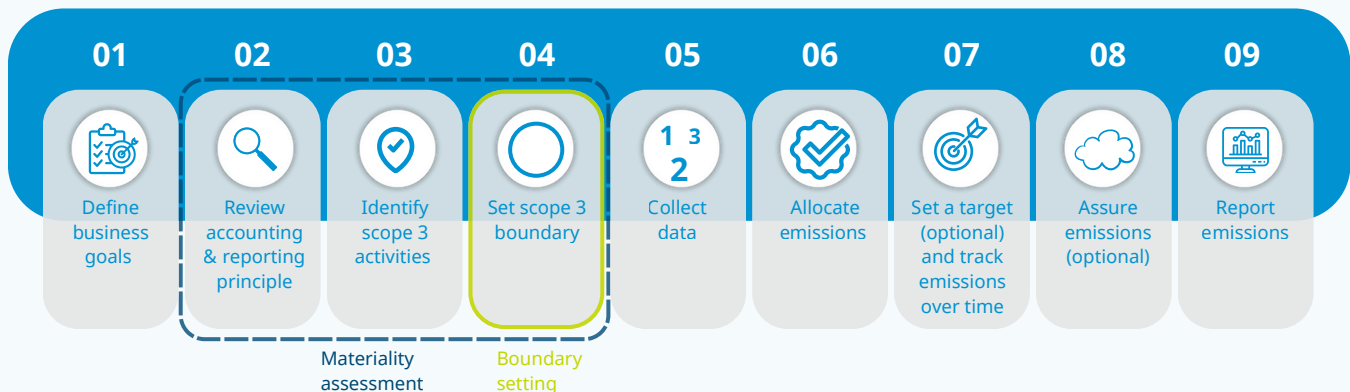 01
02
03
04
05
06
07
08
09
1 3
2
Define
business
goals
Review
accounting
& reporting
principle
Identify
scope 3
activities
Set scope 3
boundary
Collect
data
Allocate
emissions
Set a target
(optional)
and track
emissions
over time
Assure
emissions
(optional)
Report
emissions
Materiality
assessment
Boundary
setting